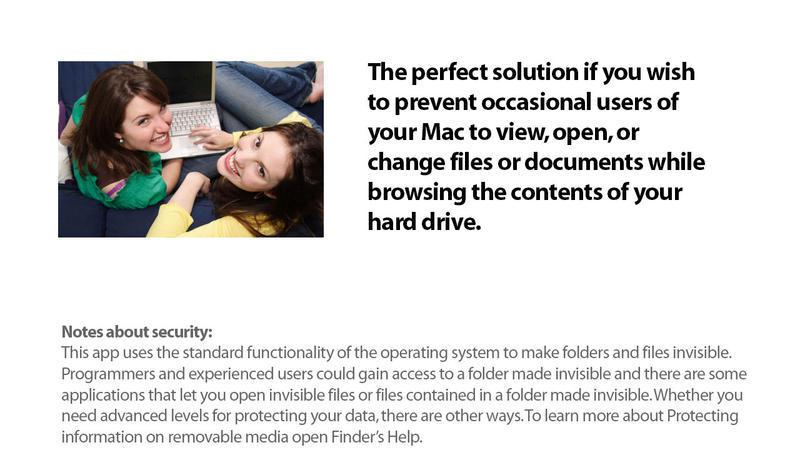 The perfect solution if you wish
to prevent occasional users of
your Mac to view, open, or
change files or documents while
browsing the contents of your
hard drive.
Notes about security:
This app uses the standard functionality of the operating system to make folders and files invisible.
Programmers and experienced users could gain access to a folder made invisible and there are some
applications that let you open invisible files or files contained in a folder made invisible. Whether you
need advanced levels for protecting your data, there are other ways. To learn more about Protecting
information on removable media open Finder's Help.